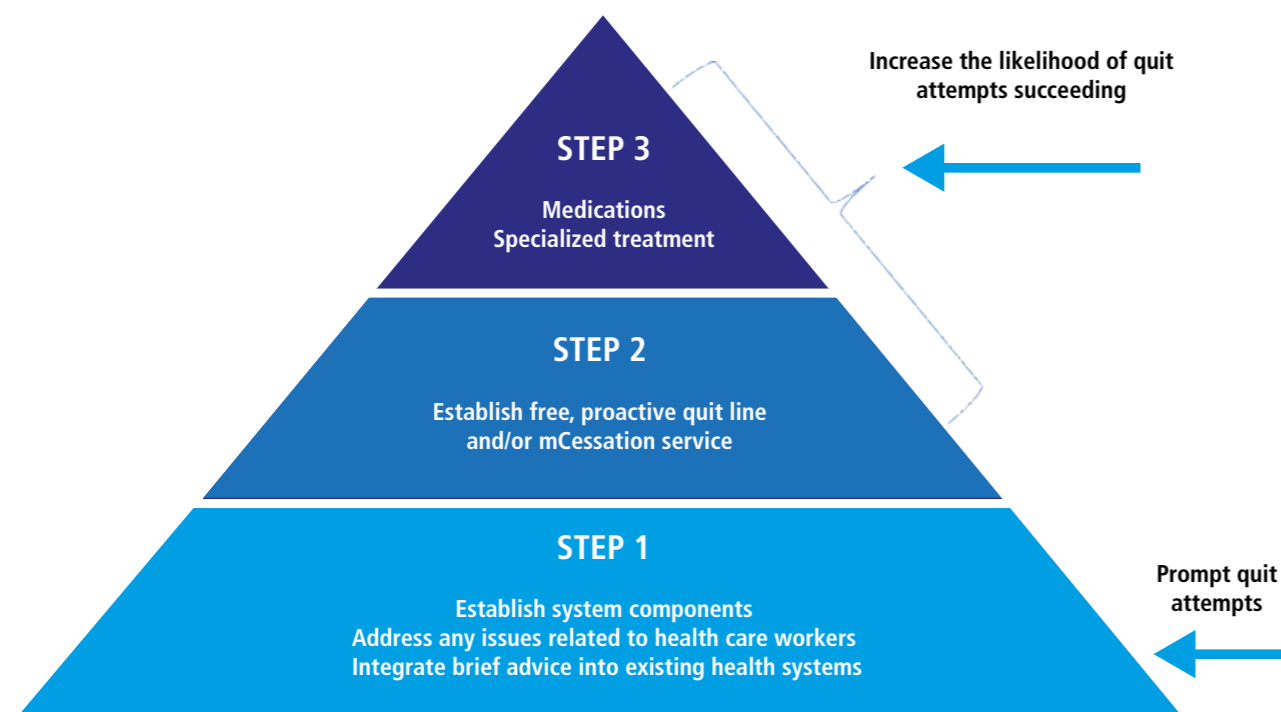 Increase the likelihood of quit
attempts succeeding
STEP 3
Medications
Specialized treatment
STEP 2
Establish free, proactive quit line
and/or mCessation service
STEP 1
Establish system components
Address any issues related to health care workers
Integrate brief advice into existing health systems
Prompt quit
attempts